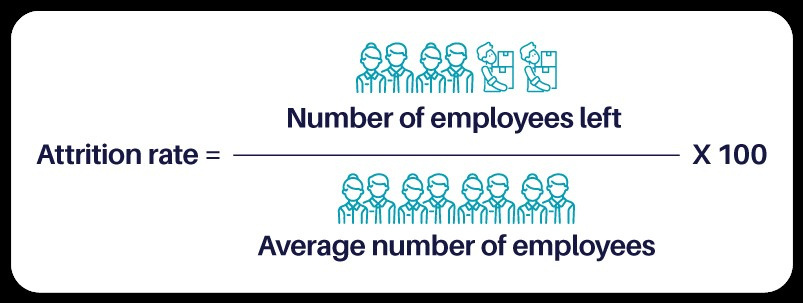 Number of employees left
Attrition rate = X 100
Average number of employees